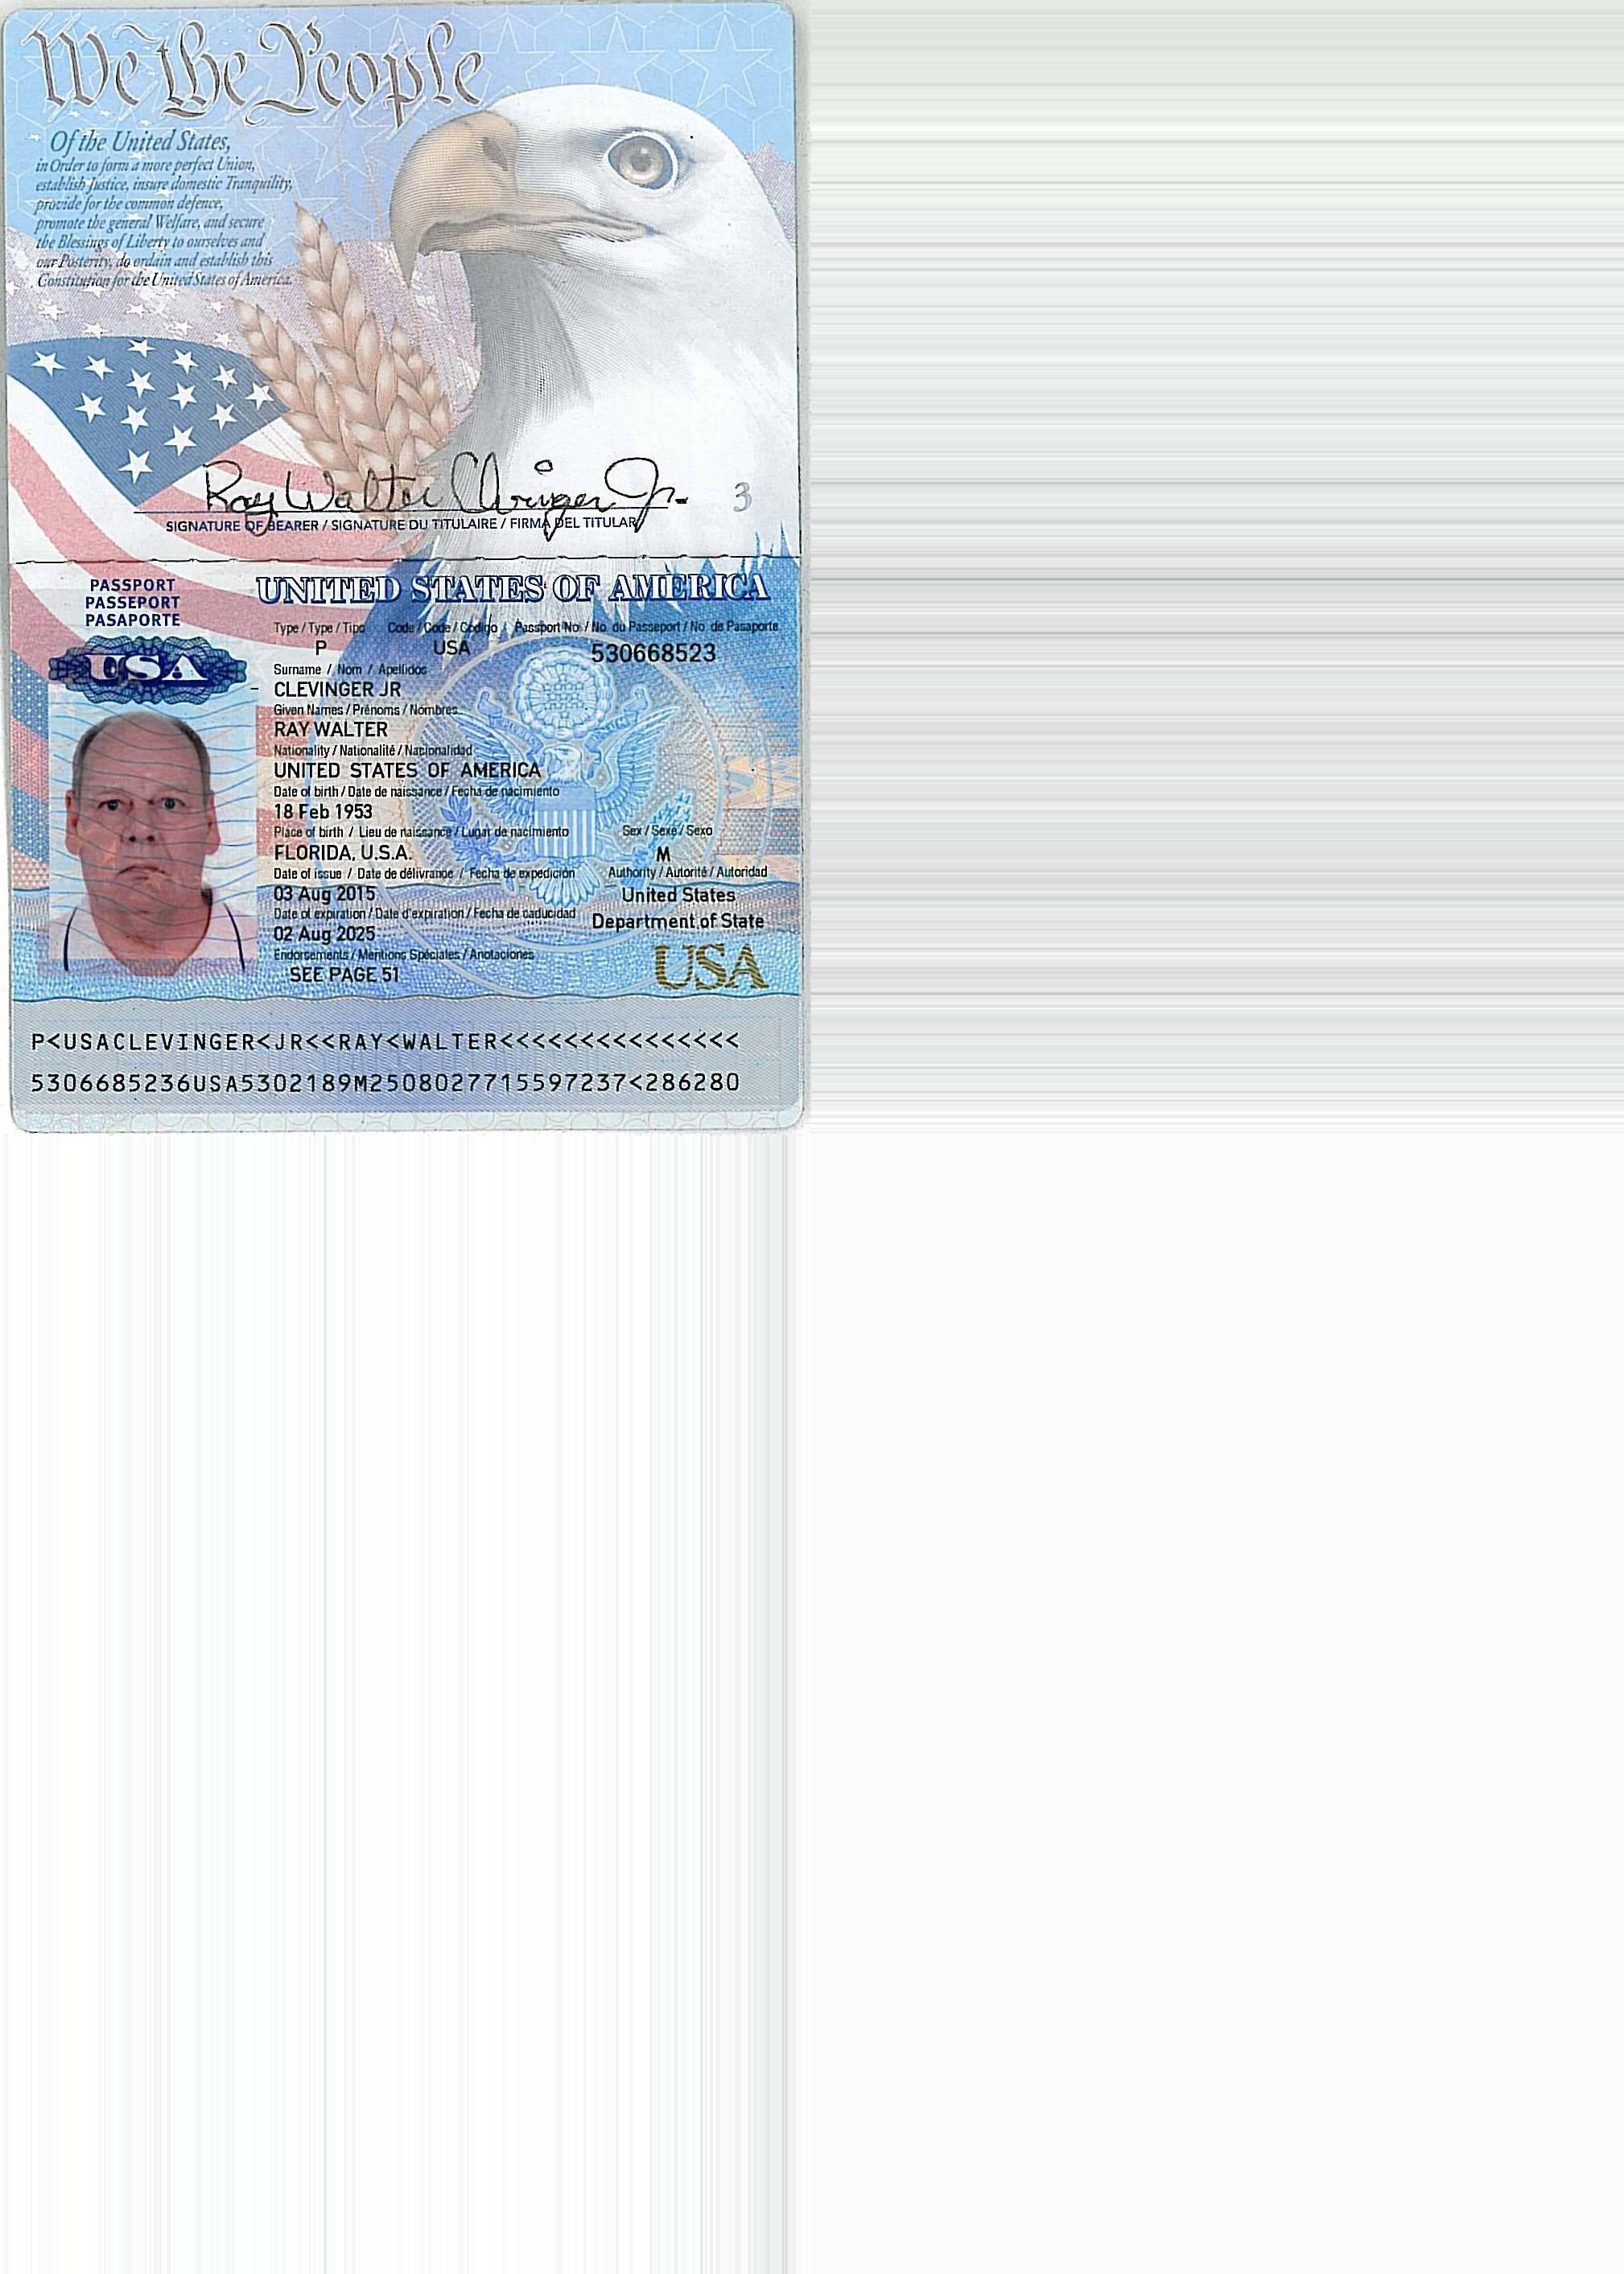 We the People
Of the United States,
in Order to form a more perfect Union,
establish Justice, insure domestic Tranquility,
provide for the common defence,
promote the general Welfare, and secure
the Blessings of Liberty to ourselves and
our Posterity, do ordain and establish this
Constitution for the United States of America.
Ray Walter Clevinger Jr.
3
SIGNATURE OF BEARER / SIGNATURE DU TITULAIRE / FIRMA DEL TITULAR
PASSPORT
PASSEPORT
PASAPORTE
USA
UNITED STATES OF AMERICA
Type / Type / Tipo Code / Code / Codigo Passport No. / No. du Passeport / No. de Pasaporte
P USA 530668523
Surname / Nom / Apellidos
CLEVINGER JR
Given Names / Prénoms / Nombres
RAY WALTER
Nationality / Nationalité / Nacionalidad
UNITED STATES OF AMERICA
Date of birth / Date de naissance / Fecha de nacimiento
18 Feb 1953
Place of birth / Lieu de naissance / Lugar de nacimiento Sex / Sexe / Sexo
FLORIDA, U.S.A. M
Date of issue / Date de délivrance / Fecha de expedición Authority / Autorité / Autoridad
03 Aug 2015 United States
Date of expiration / Date d'expiration / Fecha de caducidad Department of State
02 Aug 2025
Endorsements / Mentions Spéciales / Anotaciones
SEE PAGE 51
USA
P<USACLEVINGER<JR<<RAY<WALTER<<<<<<<<<<<<<<<
5306685236USA5302189M2508027715597237<286280